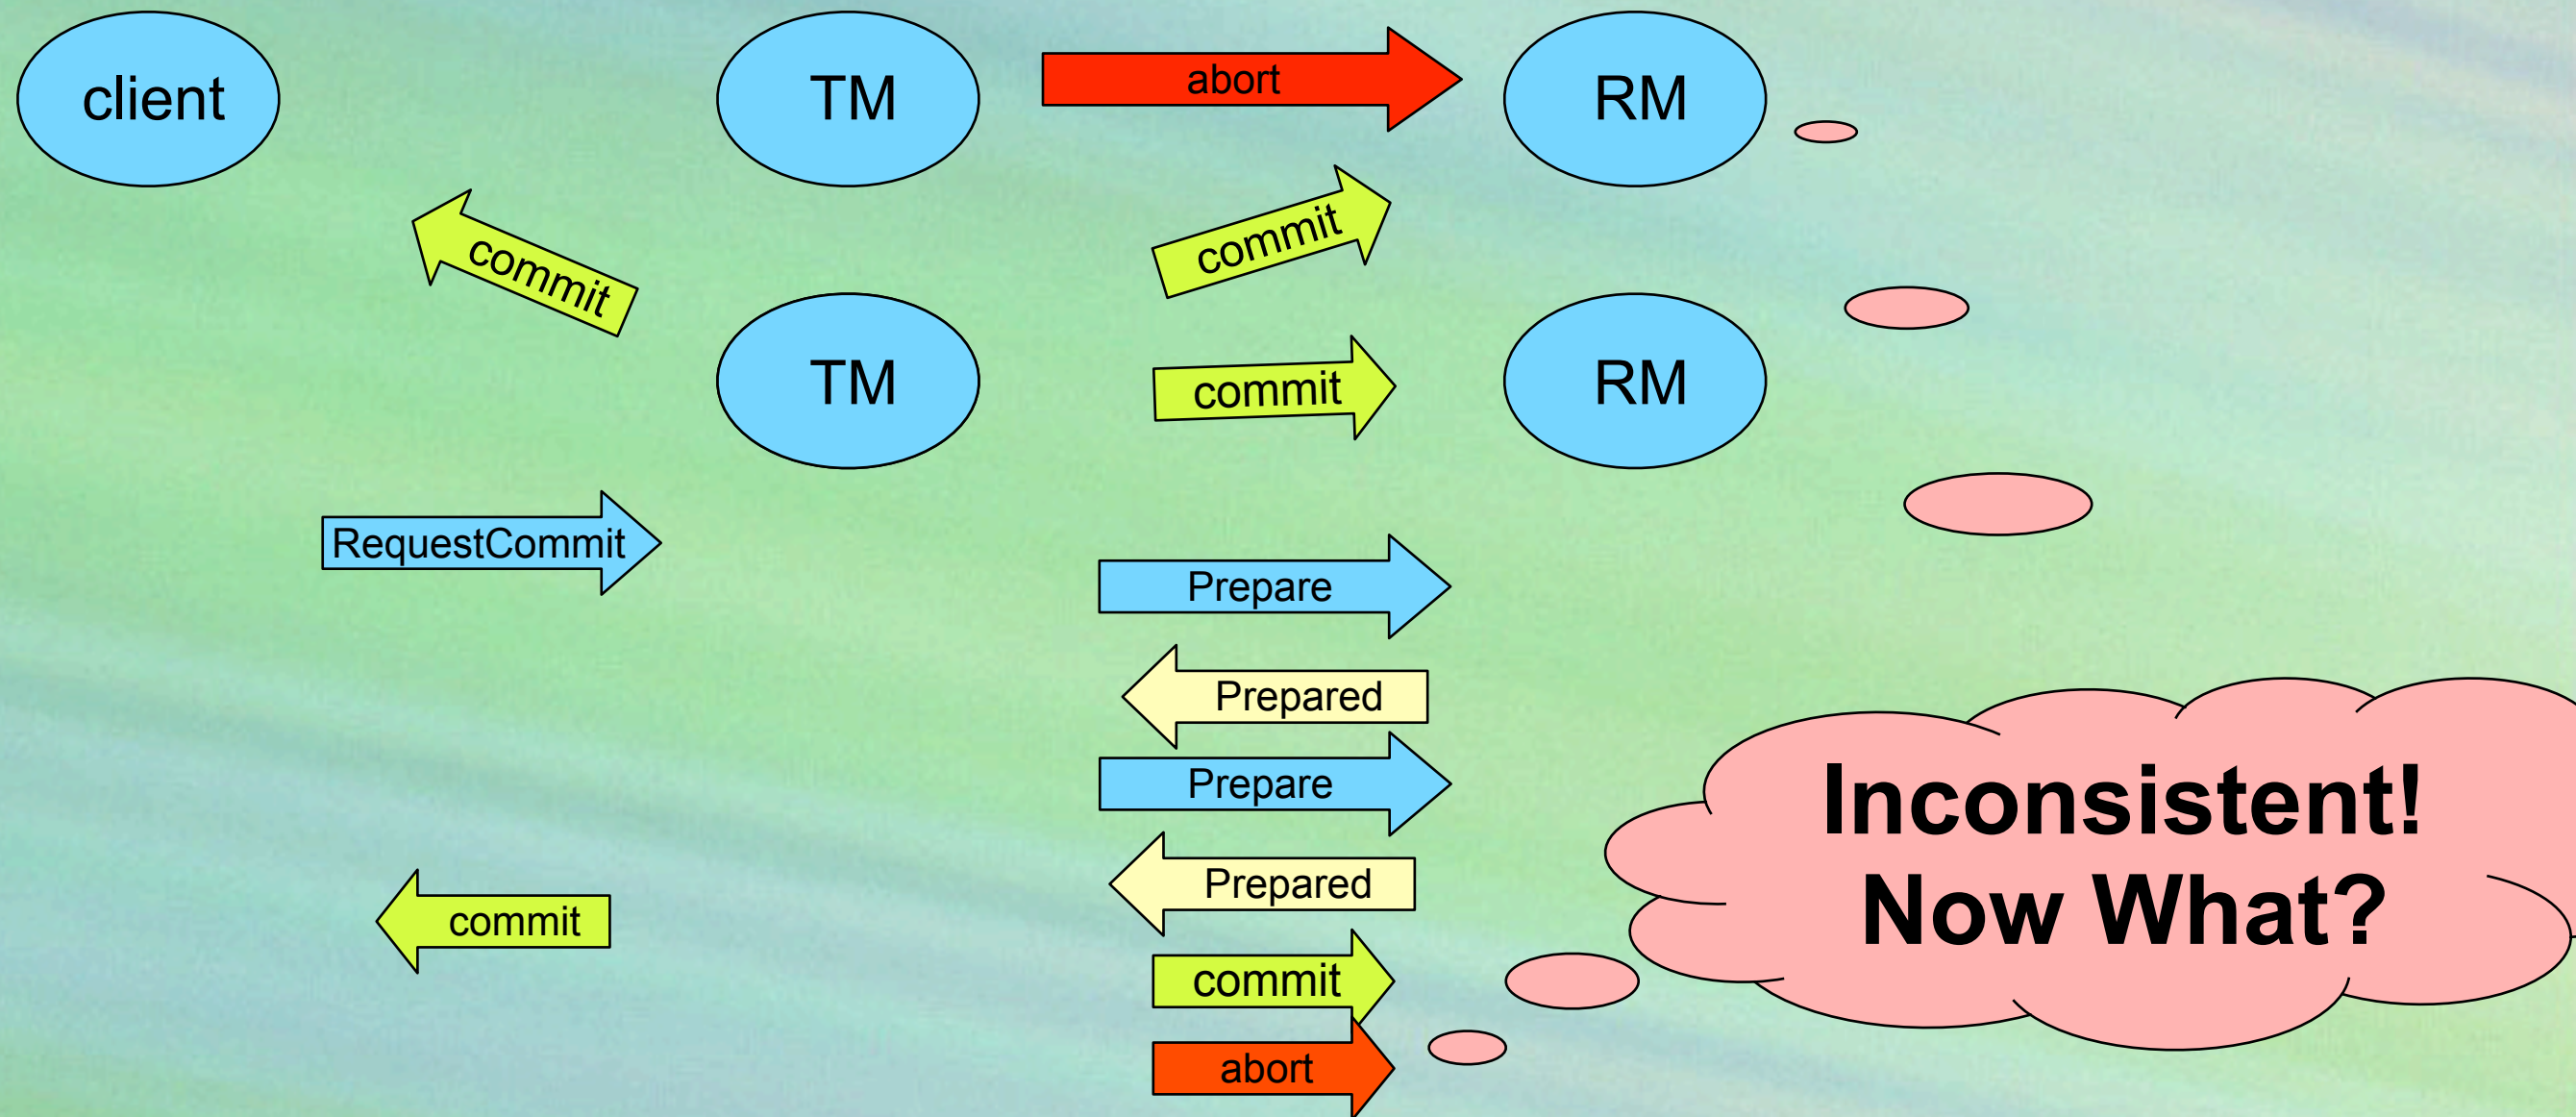 client
TM
abort
RM
commit
commit
TM
commit
RM
RequestCommit
Prepare
Prepared
Prepare
Prepared
commit
commit
abort
Inconsistent!
Now What?